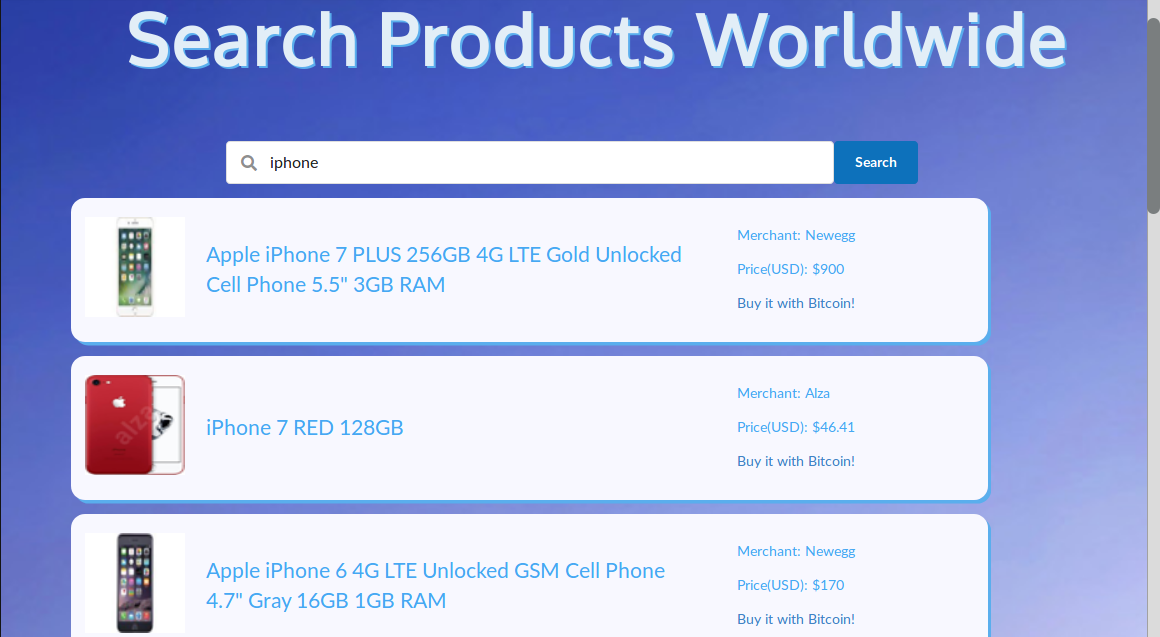 Search Products Worldwide
iphone
Search
Apple iPhone 7 PLUS 256GB 4G LTE Gold Unlocked
Cell Phone 5.5" 3GB RAM
Merchant: Newegg
Price(USD): $900
Buy it with Bitcoin!
alza
iPhone 7 RED 128GB
Merchant: Alza
Price(USD): $46.41
Buy it with Bitcoin!
Apple iPhone 6 4G LTE Unlocked GSM Cell Phone
4.7" Gray 16GB 1GB RAM
Merchant: Newegg
Price(USD): $170
Buy it with Bitcoin!